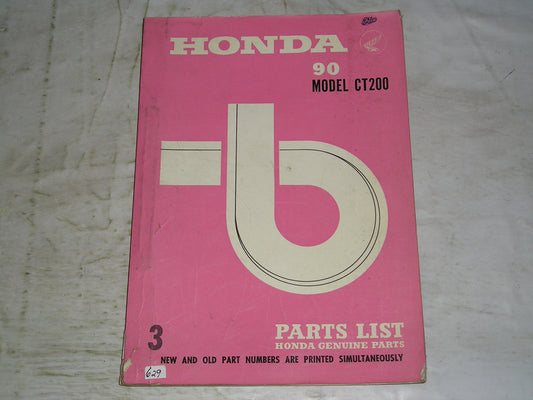 HONDA
90
MODEL CT200
3
PARTS LIST
HONDA GENUINE PARTS
NEW AND OLD PART NUMBERS ARE PRINTED SIMULTANEOUSLY
629